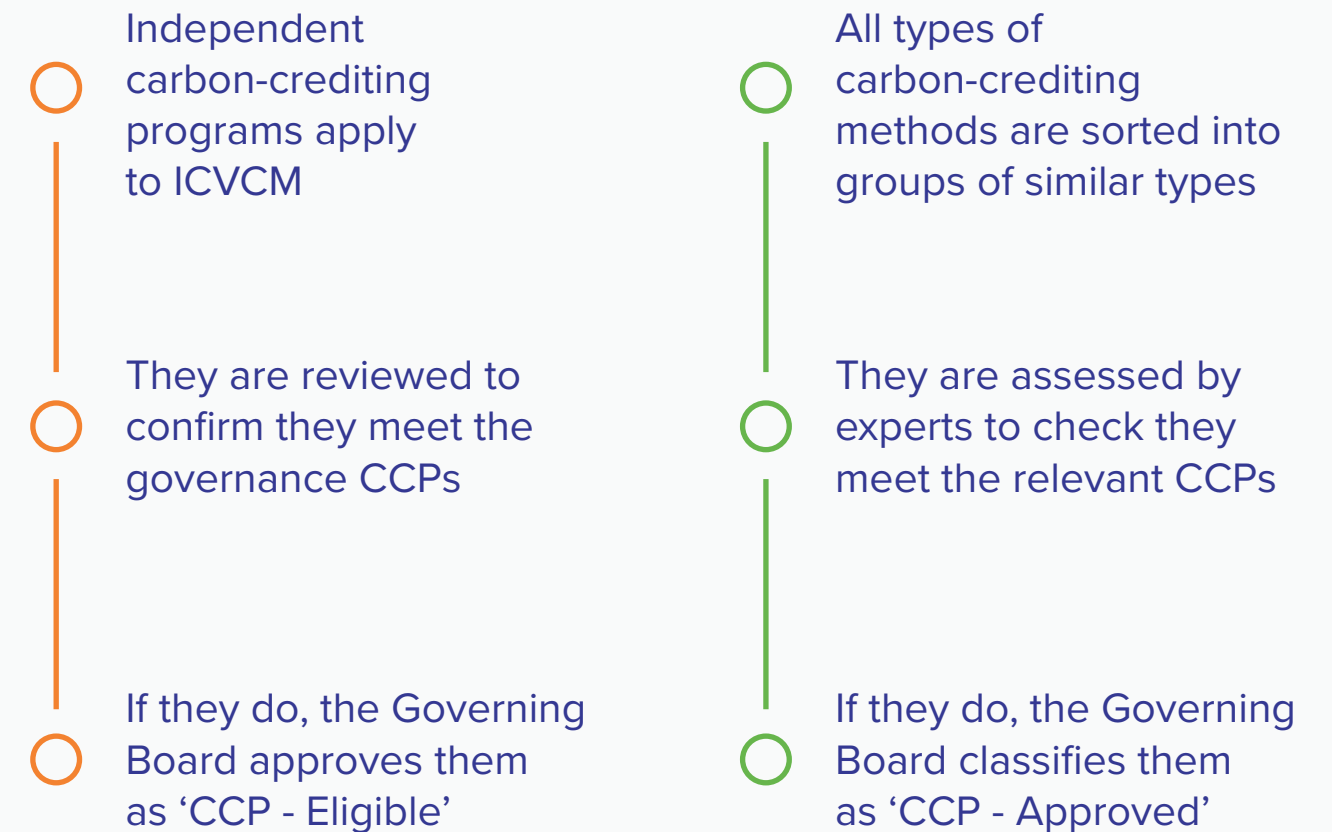 Independent
carbon-crediting
programs apply
to ICVCM
They are reviewed to
confirm they meet the
governance CCPs
If they do, the Governing
Board approves them
as ‘CCP - Eligible’
All types of
carbon-crediting
methods are sorted into
groups of similar types
They are assessed by
experts to check they
meet the relevant CCPs
If they do, the Governing
Board classifies them
as ‘CCP - Approved’